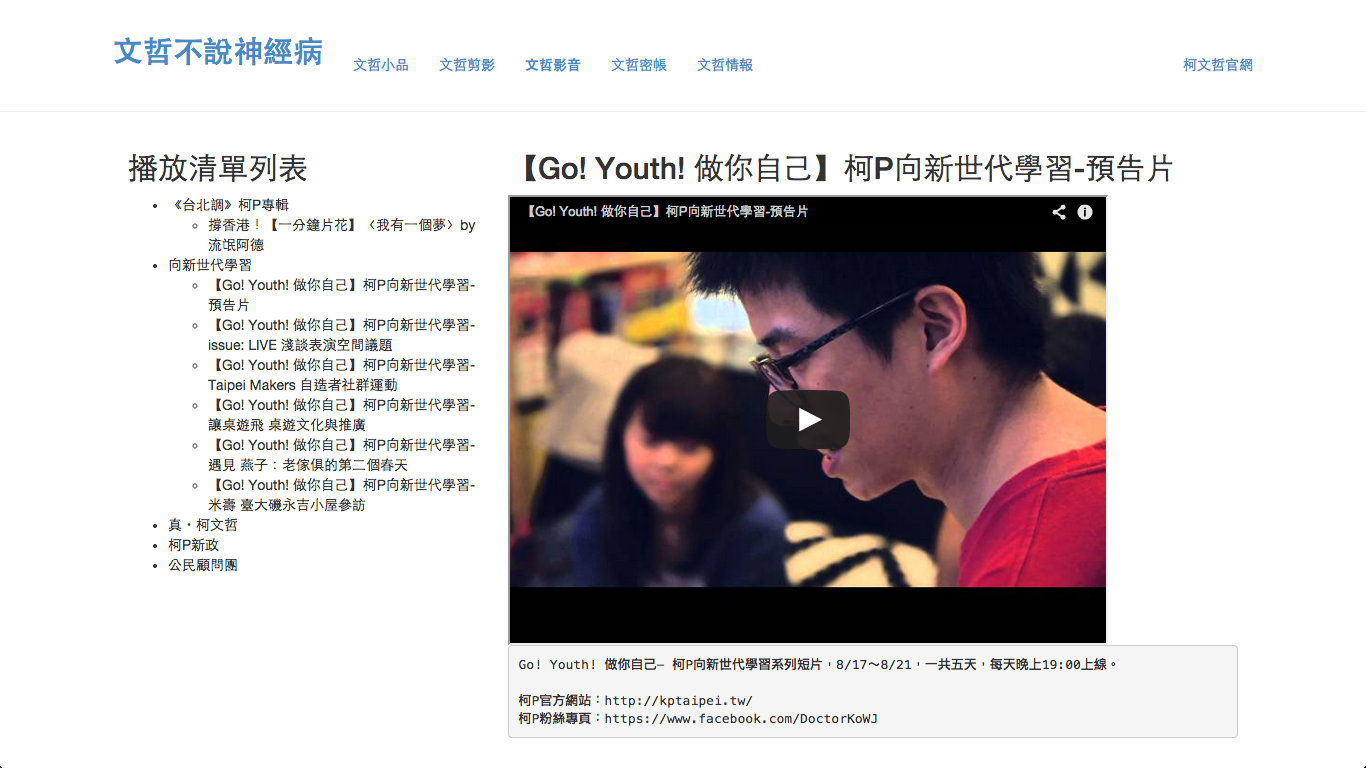 文哲不說神經病
文哲小品
文哲剪影
文哲影音
文哲密帳
文哲情報
柯文哲官網
播放清單列表
《台北調》柯P專輯
撐香港！【一分鐘片花】〈我有一個夢〉by
流氓阿德
向新世代學習
【Go! Youth! 做你自己】柯P向新世代學習-
預告片
【Go! Youth! 做你自己】柯P向新世代學習-
issue: LIVE 淺談表演空間議題
【Go! Youth! 做你自己】柯P向新世代學習-
Taipei Makers 自造者社群運動
【Go! Youth! 做你自己】柯P向新世代學習-
讓桌遊飛 桌遊文化與推廣
【Go! Youth! 做你自己】柯P向新世代學習-
遇見 燕子：老傢俱的第二個春天
【Go! Youth! 做你自己】柯P向新世代學習-
米壽 臺大磯永吉小屋參訪
真・柯文哲
柯P新政
公民顧問團
【Go! Youth! 做你自己】柯P向新世代學習-預告片
【Go! Youth! 做你自己】柯P向新世代學習-預告片
Go! Youth! 做你自己— 柯P向新世代學習系列短片，8/17～8/21，一共五天，每天晚上19:00上線。
柯P官方網站：http://kptaipei.tw/
柯P粉絲專頁：https://www.facebook.com/DoctorKoWJ